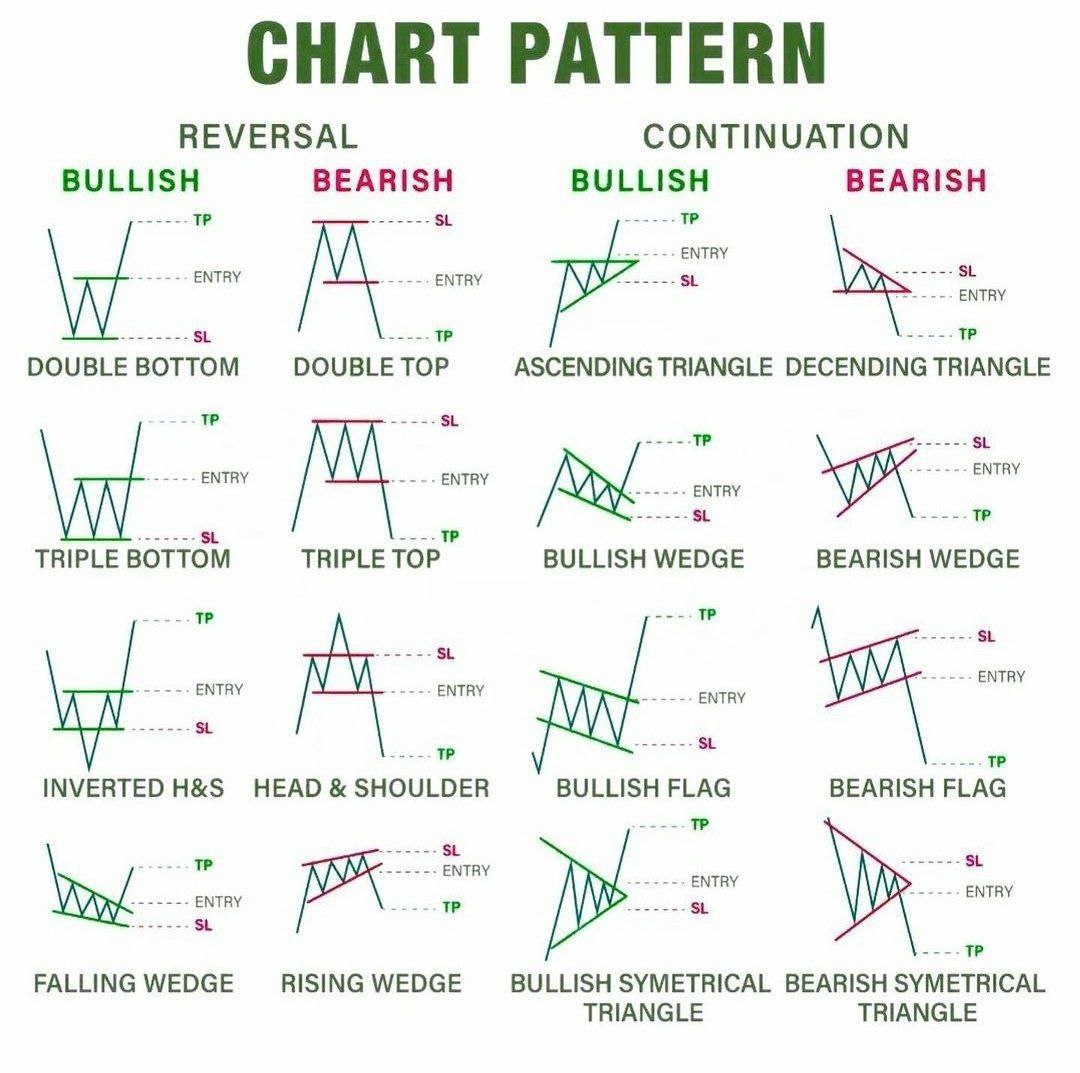 CHART PATTERN
REVERSAL
CONTINUATION
BULLISH
BEARISH
BULLISH
BEARISH
TP
ENTRY
SL
DOUBLE BOTTOM
SL
ENTRY
TP
DOUBLE TOP
TP
ENTRY
SL
ASCENDING TRIANGLE
SL
ENTRY
TP
DECENDING TRIANGLE
TP
ENTRY
SL
TRIPLE BOTTOM
SL
ENTRY
TP
TRIPLE TOP
TP
ENTRY
SL
BULLISH WEDGE
SL
ENTRY
TP
BEARISH WEDGE
TP
ENTRY
SL
INVERTED H&S
SL
ENTRY
TP
HEAD & SHOULDER
TP
ENTRY
SL
BULLISH FLAG
SL
ENTRY
TP
BEARISH FLAG
TP
ENTRY
SL
FALLING WEDGE
SL
ENTRY
TP
RISING WEDGE
TP
ENTRY
SL
BULLISH SYMETRICAL
TRIANGLE
SL
ENTRY
TP
BEARISH SYMETRICAL
TRIANGLE